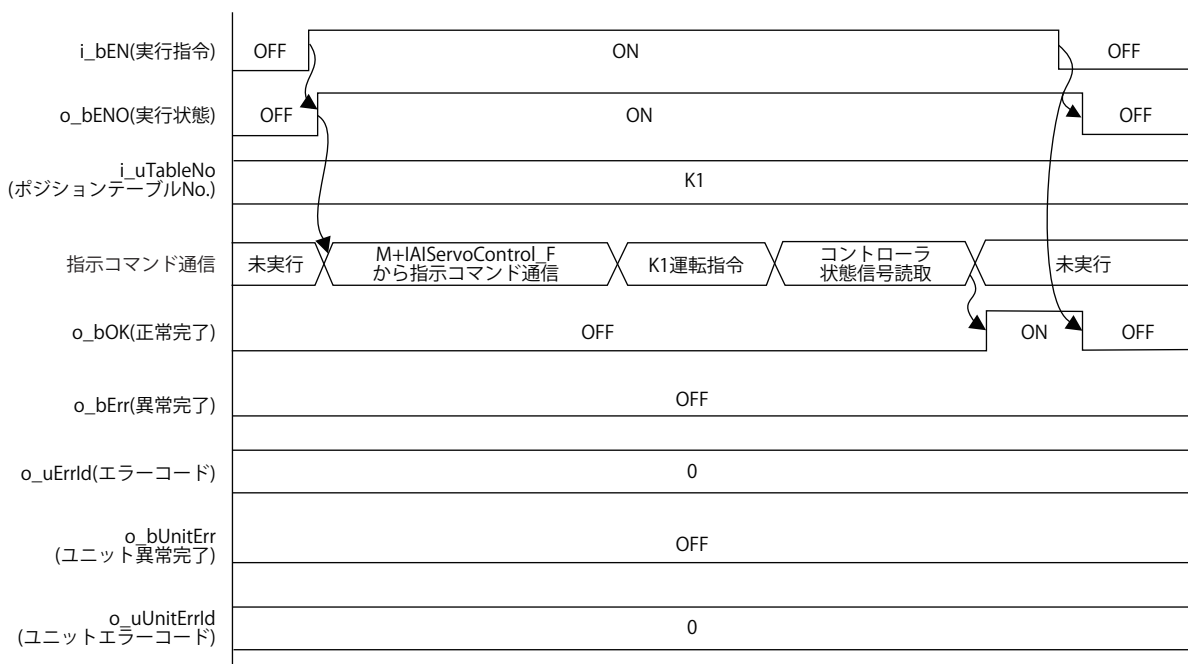 i_bEN(実行指令) OFF ON OFF
o_bENO(実行状態) OFF ON OFF
i_uTableNo
(ポジションテーブルNo.) K1
指示コマンド通信 未実行 M+IAIServoControl_F
から指示コマンド通信 K1運転指令 コントローラ
状態信号読取 未実行
o_bOK(正常完了) OFF ON OFF
o_bErr(異常完了) OFF
o_uErrId(エラーコード) 0
o_bUnitErr
(ユニット異常完了) OFF
o_uUnitErrId
(ユニットエラーコード) 0